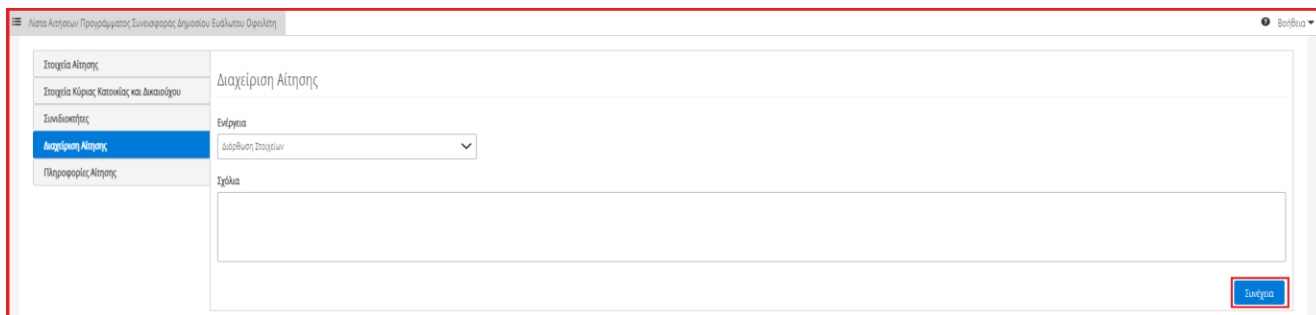 Λίστα Αιτήσεων Προγράμματος Συνεισφοράς Δημοσίου Ευάλωτου Οφειλέτη
Βοήθεια
Στοιχεία Αίτησης
Στοιχεία Κύριας Κατοικίας και Δικαιούχου
Συνιδιοκτήτες
Διαχείριση Αίτησης
Πληροφορίες Αίτησης
Διαχείριση Αίτησης
Ενέργεια
Διόρθωση Στοιχείων
Σχόλια
Συνέχεια